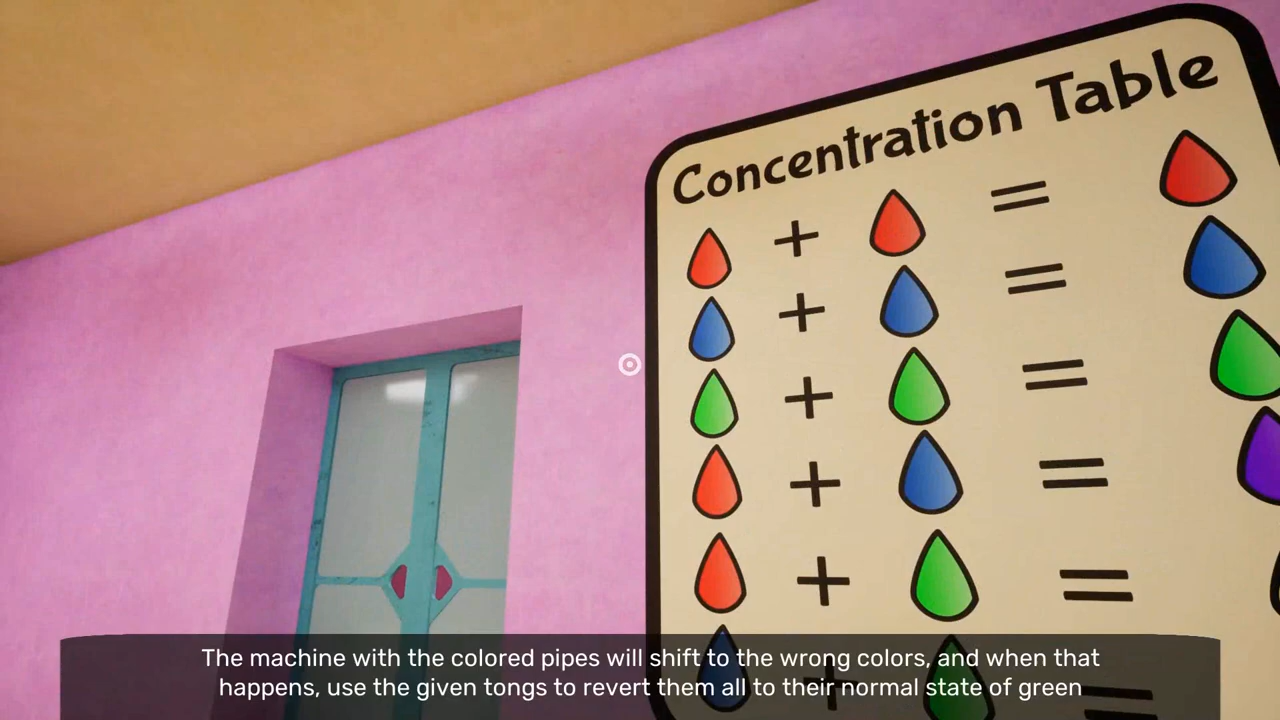 Concentration Table
+ =
+ =
+ =
+ =
+ =
+ =
The machine with the colored pipes will shift to the wrong colors, and when that
happens, use the given tongs to revert them all to their normal state of green